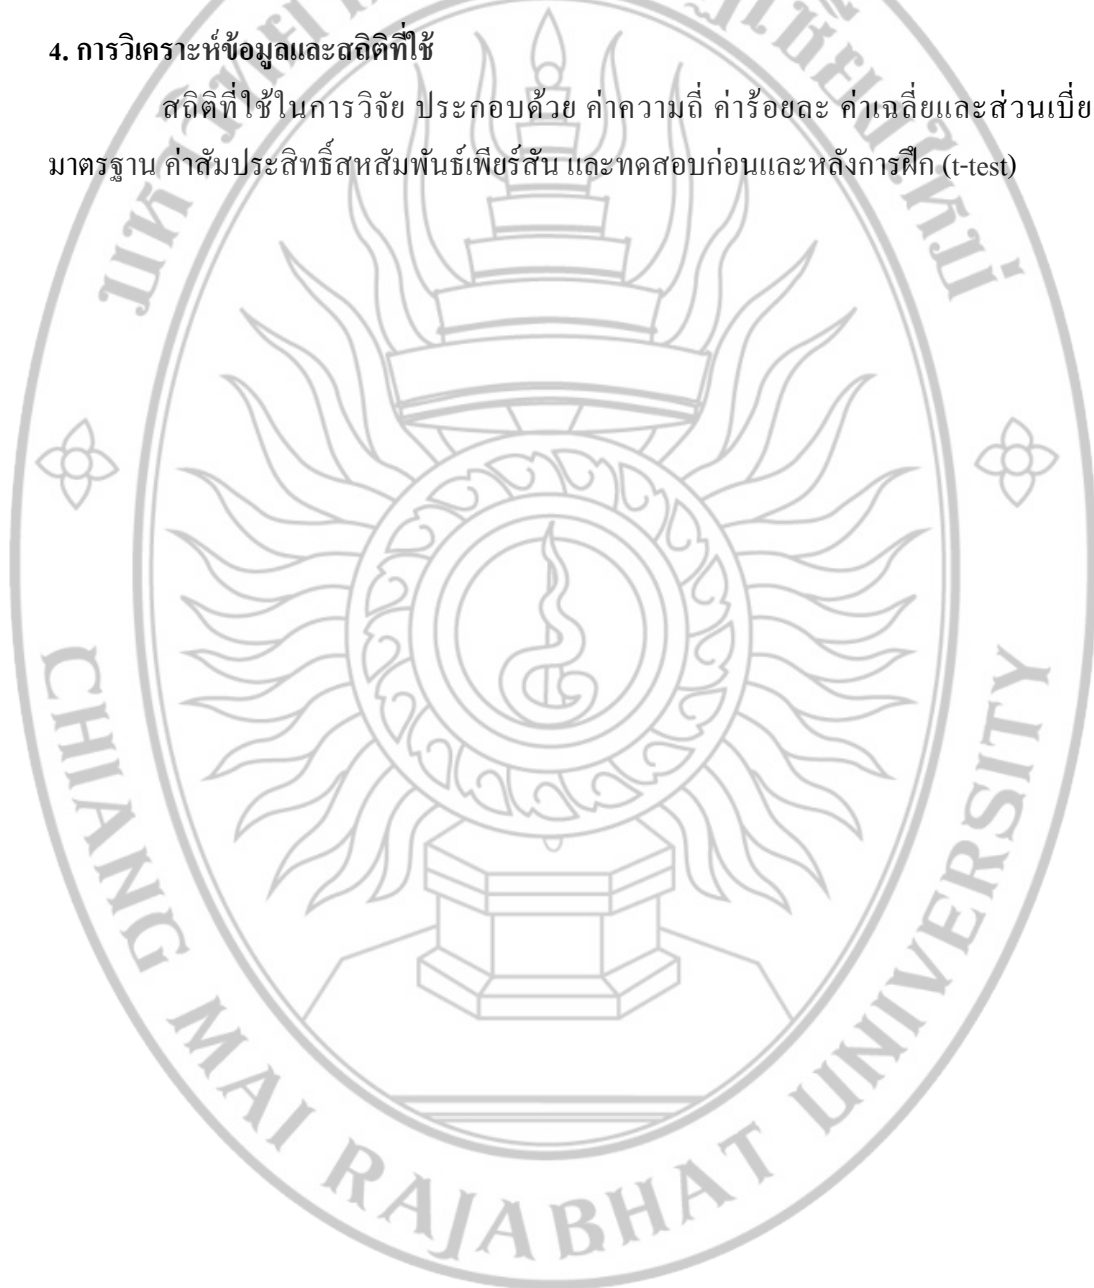 4. การวิเคราะห์ข้อมูลและสถิติที่ใช้
สถิติที่ใช้ในการวิจัย ประกอบด้วย ค่าความถี่ ค่าร้อยละ ค่าเฉลี่ยและส่วนเบี่ย
มาตรฐาน ค่าสัมประสิทธิ์สหสัมพันธ์เพียร์สัน และทดสอบก่อนและหลังการฝึก (t-test)
CHIANG MAI RAJABHAT UNIVERSITY